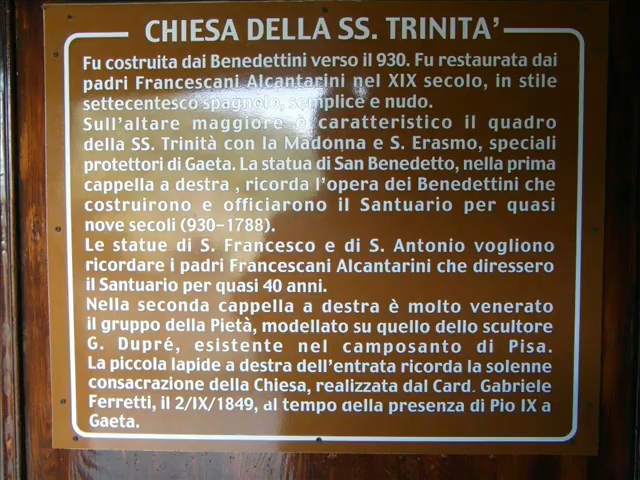 CHIESA DELLA SS. TRINITA'
Fu costruita dai Benedettini verso il 930. Fu restaurata dai
padri Francescani Alcantarini nel XIX secolo, in stile
settecentesco spagnolo, semplice e nudo.
Sull'altare maggiore è caratteristico il quadro
della SS. Trinità con la Madonna e S. Erasmo, speciali
protettori di Gaeta. La statua di San Benedetto, nella prima
cappella a destra , ricorda l'opera dei Benedettini che
costruirono e officiarono il Santuario per quasi
nove secoli (930-1788).
Le statue di S. Francesco e di S. Antonio vogliono
ricordare i padri Francescani Alcantarini che diressero
il Santuario per quasi 40 anni.
Nella seconda cappella a destra è molto venerato
il gruppo della Pietà, modellato su quello dello scultore
G. Dupré, esistente nel camposanto di Pisa.
La piccola lapide a destra dell'entrata ricorda la solenne
consacrazione della Chiesa, realizzata dal Card. Gabriele
Ferretti, il 2/IX/1849, al tempo della presenza di Pio IX a
Gaeta.